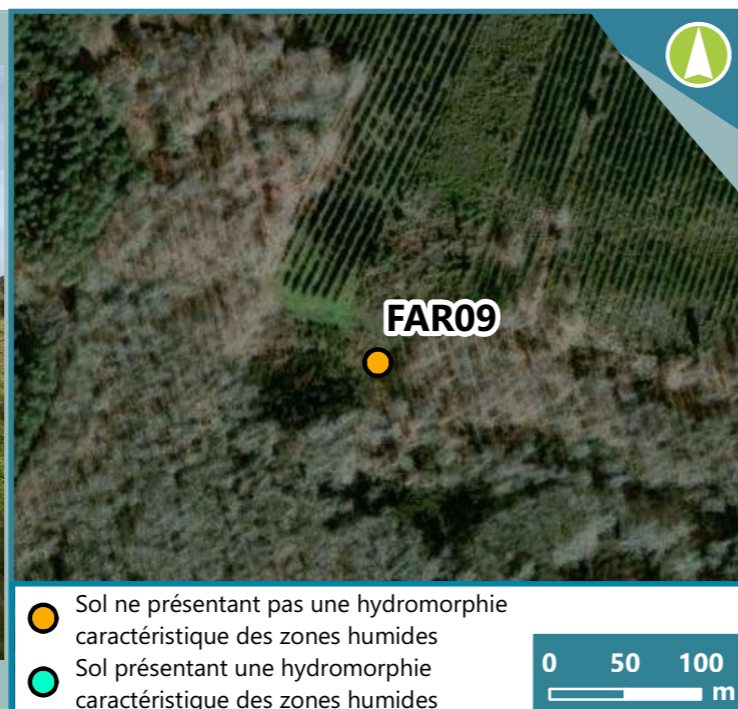 FAR09
Sol ne présentant pas une hydromorphie
caractéristique des zones humides
Sol présentant une hydromorphie
caractéristique des zones humides
0 50 100
m